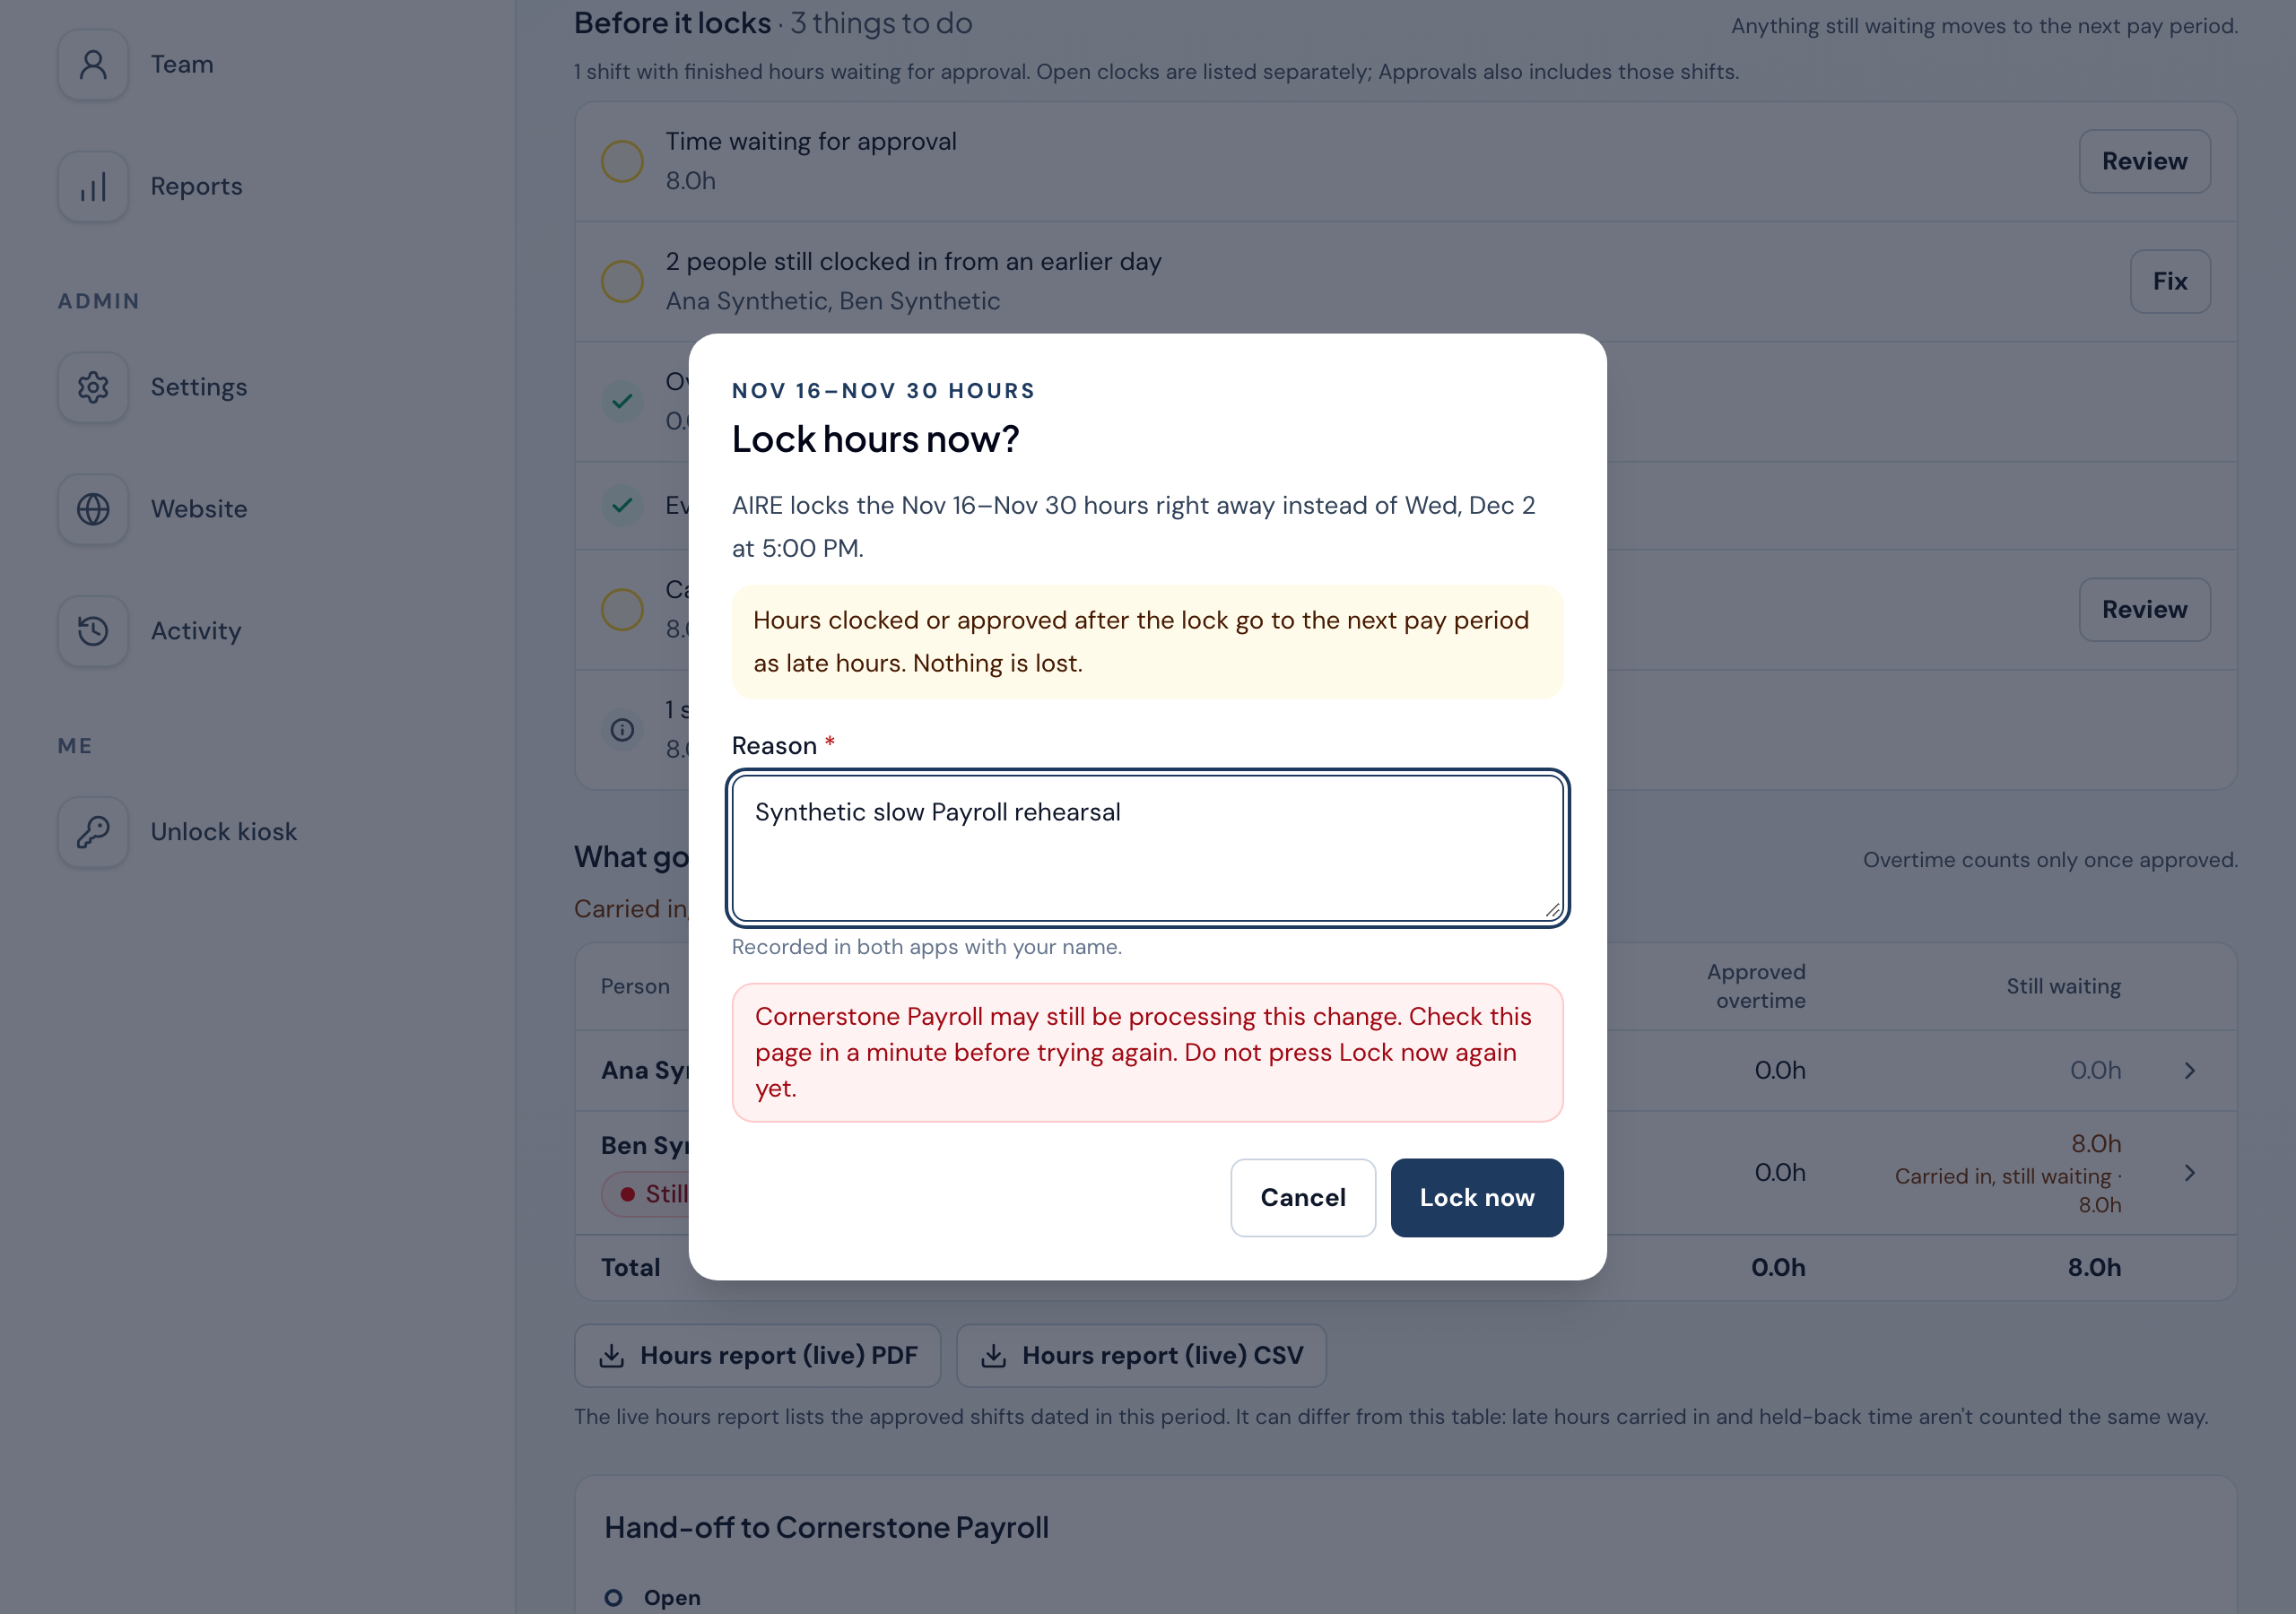 Team
Reports
ADMIN
Settings
Website
Activity
ME
Unlock kiosk
Before it locks · 3 things to do
Anything still waiting moves to the next pay period.
1 shift with finished hours waiting for approval. Open clocks are listed separately; Approvals also includes those shifts.
Time waiting for approval
8.0h
Review
2 people still clocked in from an earlier day
Ana Synthetic, Ben Synthetic
Fix
Review
NOV 16–NOV 30 HOURS
Lock hours now?
AIRE locks the Nov 16–Nov 30 hours right away instead of Wed, Dec 2
at 5:00 PM.
Hours clocked or approved after the lock go to the next pay period
as late hours. Nothing is lost.
Reason *
Synthetic slow Payroll rehearsal
Recorded in both apps with your name.
Cornerstone Payroll may still be processing this change. Check this
page in a minute before trying again. Do not press Lock now again
yet.
Cancel
Lock now
What go
Overtime counts only once approved.
Carried in,
Person
Approved
overtime
Still waiting
Ana Syn
0.0h
0.0h
Ben Syn
Still
0.0h
8.0h
Carried in, still waiting ·
8.0h
Total
0.0h
8.0h
Hours report (live) PDF
Hours report (live) CSV
The live hours report lists the approved shifts dated in this period. It can differ from this table: late hours carried in and held-back time aren't counted the same way.
Hand-off to Cornerstone Payroll
Open